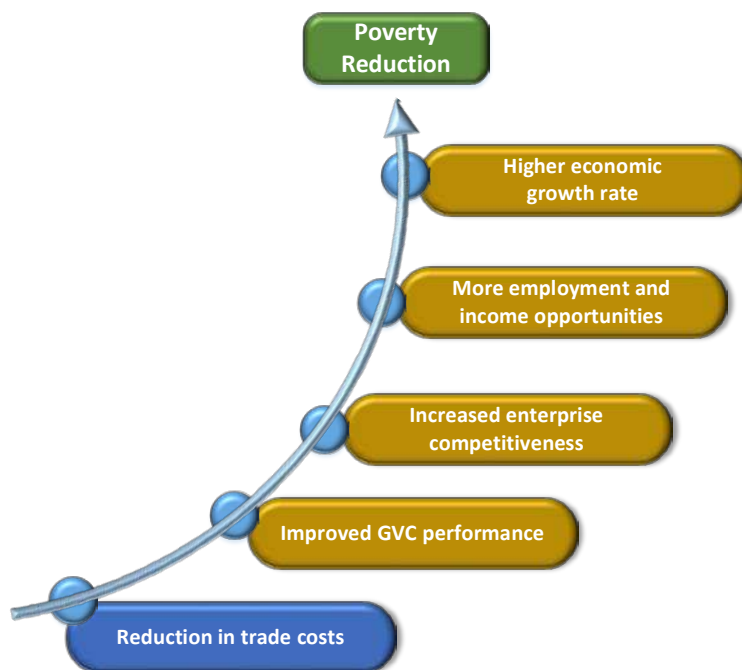 Poverty
Reduction
Higher economic
growth rate
More employment and
income opportunities
Increased enterprise
competitiveness
Improved GVC performance
Reduction in trade costs